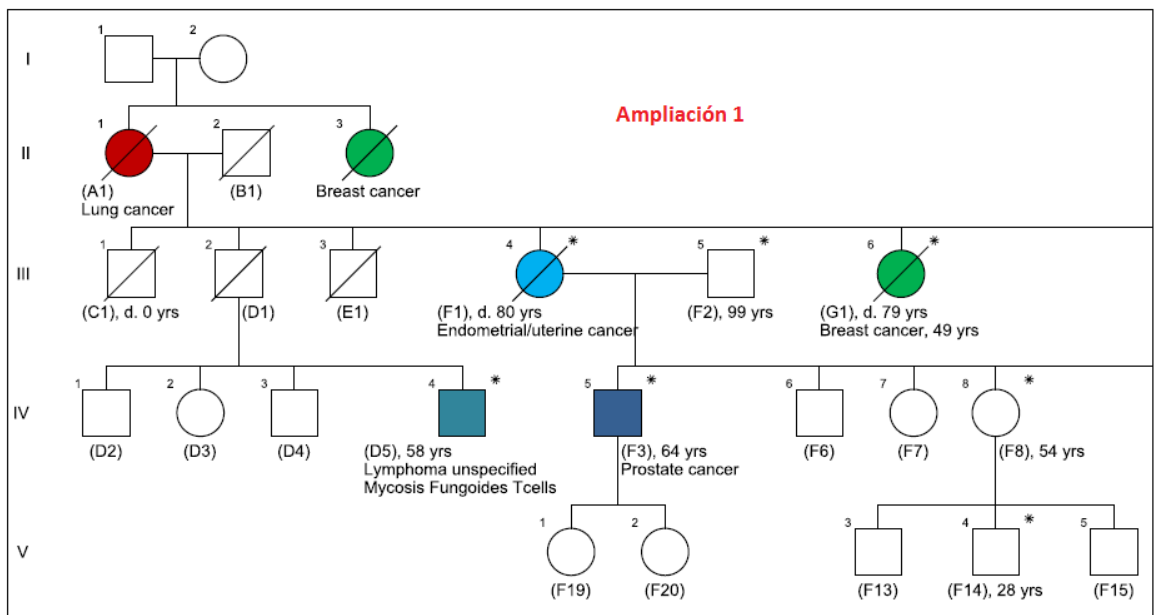 1
2
I
Ampliación 1
1
2
3
II
(A1)
Lung cancer
(B1)
Breast cancer
1
2
3
4
*
5
*
6
*
III
(C1), d. 0 yrs
(D1)
(E1)
(F1), d. 80 yrs
Endometrial/uterine cancer
(F2), 99 yrs
(G1), d. 79 yrs
Breast cancer, 49 yrs
1
2
3
4
*
5
*
6
7
8
*
IV
(D2)
(D3)
(D4)
(D5), 58 yrs
Lymphoma unspecified
Mycosis Fungoides Tcells
(F3), 64 yrs
Prostate cancer
(F6)
(F7)
(F8), 54 yrs
1
2
3
4
*
5
V
(F19)
(F20)
(F13)
(F14), 28 yrs
(F15)